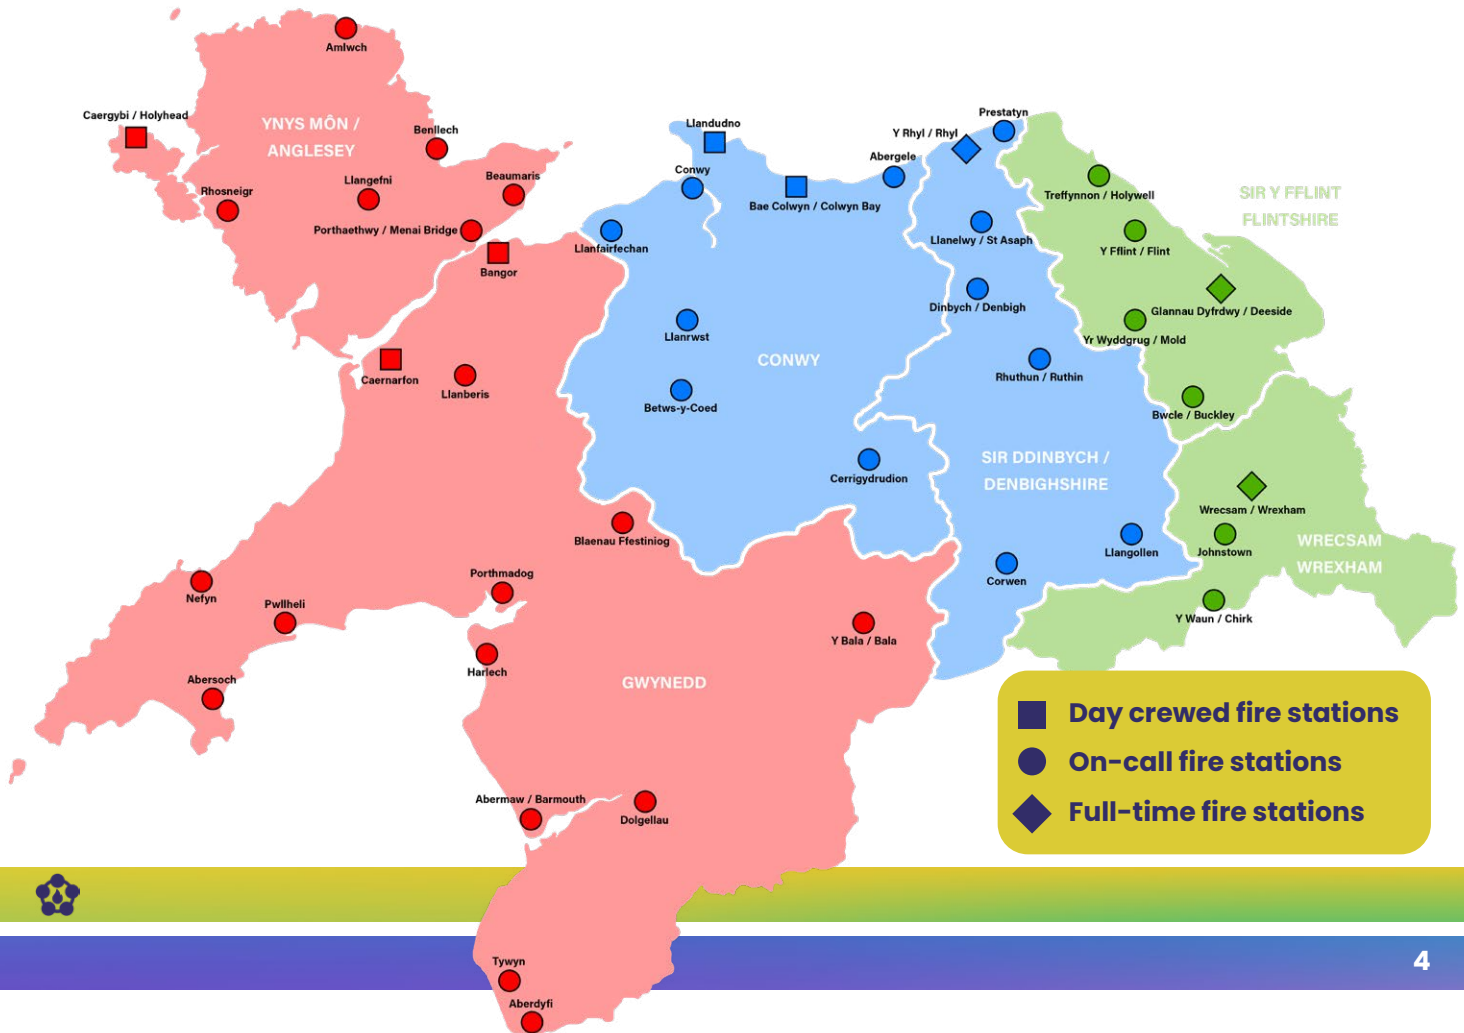 Amlwch
Caergybi / Holyhead
YNYS MÔN /
ANGLESEY
Benllech
Llangefni
Beaumaris
Rhosneigr
Porthaethwy / Menai Bridge
Bangor
Caernarfon
Llanberis
Llandudno
Conwy
Bae Colwyn / Colwyn Bay
Abergele
Llanfairfechan
Llanrwst
CONWY
Betws-y-Coed
Cerrigydrudion
Y Rhyl / Rhyl
Prestatyn
Llanelwy / St Asaph
Dinbych / Denbigh
Rhuthun / Ruthin
SIR DDINBYCH /
DENBIGHSHIRE
Llangollen
Corwen
Treffynnon / Holywell
SIR Y FFLINT
FLINTSHIRE
Y Fflint / Flint
Glannau Dyfrdwy / Deeside
Yr Wyddgrug / Mold
Bwcle / Buckley
Wrecsam / Wrexham
Johnstown
WRECSAM
WREXHAM
Y Waun / Chirk
Blaenau Ffestiniog
Porthmadog
Nefyn
Pwllheli
Abersoch
Harlech
Y Bala / Bala
GWYNEDD
Abermaw / Barmouth
Dolgellau
Tywyn
Aberdyfi
Day crewed fire stations
On-call fire stations
Full-time fire stations
4